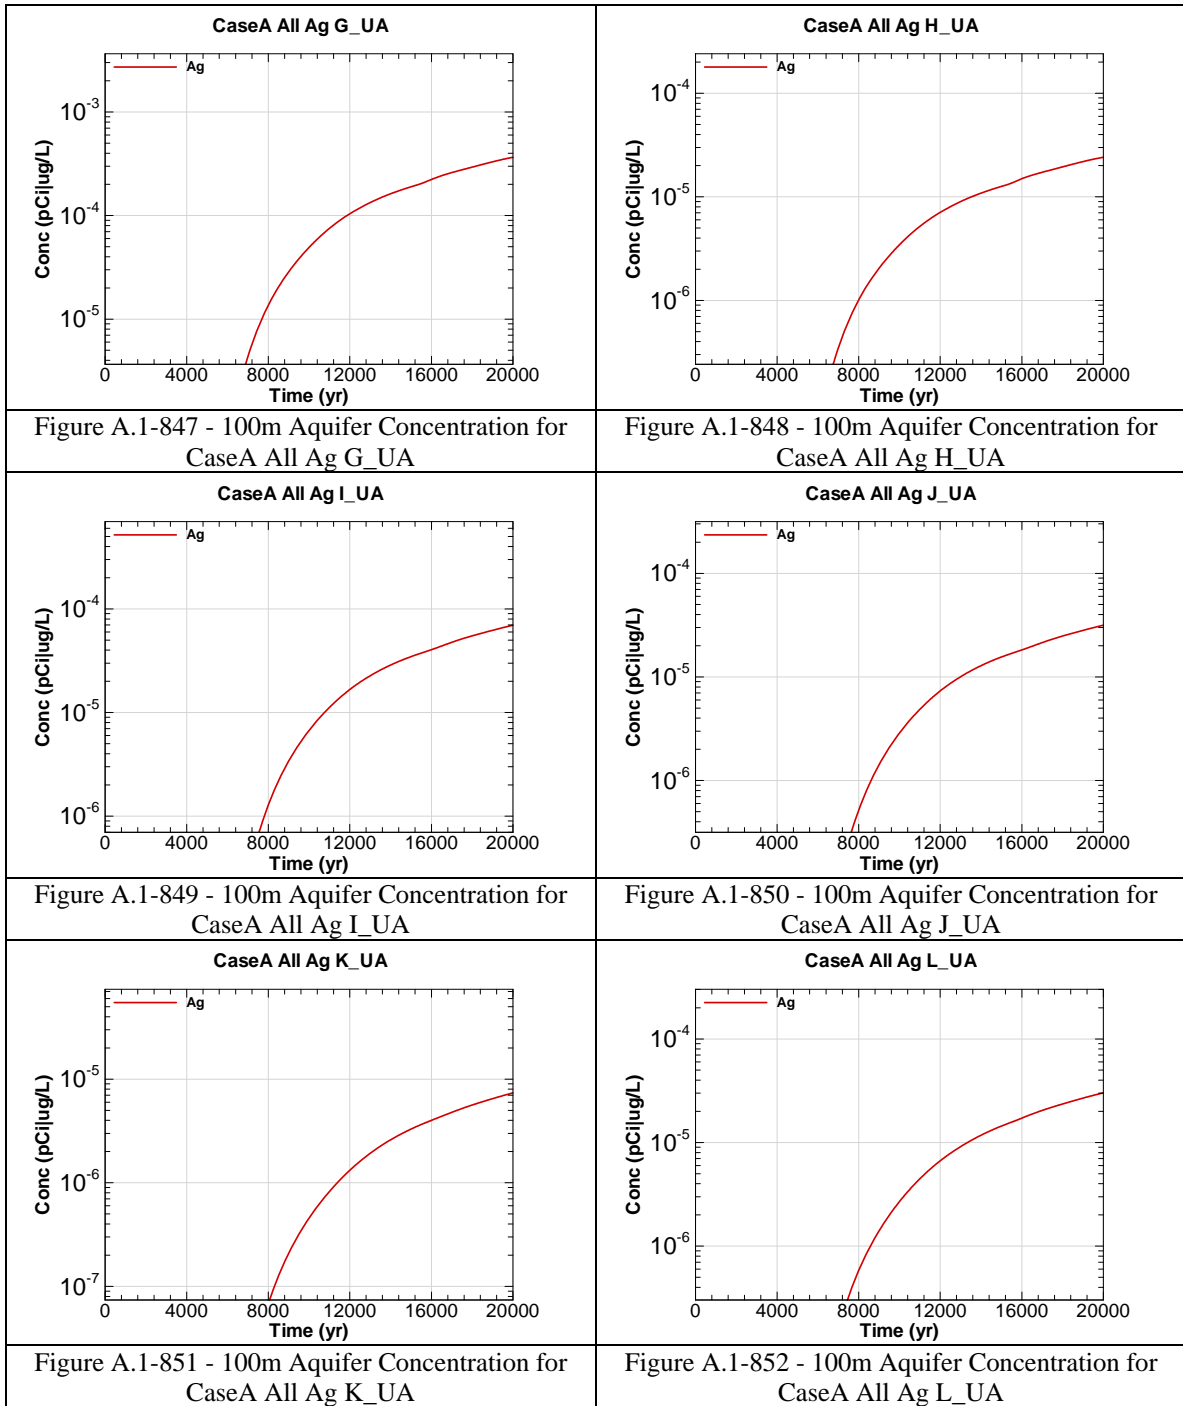 CaseA All Ag G_UA
Ag
Conc (pCi|ug/L)
10-3
10-4
10-5
0 4000 8000 12000 16000 20000
Time (yr)
Figure A.1-847 - 100m Aquifer Concentration for
CaseA All Ag G_UA
CaseA All Ag H_UA
Ag
Conc (pCi|ug/L)
10-4
10-5
10-6
0 4000 8000 12000 16000 20000
Time (yr)
Figure A.1-848 - 100m Aquifer Concentration for
CaseA All Ag H_UA
CaseA All Ag I_UA
Ag
Conc (pCi|ug/L)
10-4
10-5
10-6
0 4000 8000 12000 16000 20000
Time (yr)
Figure A.1-849 - 100m Aquifer Concentration for
CaseA All Ag I_UA
CaseA All Ag J_UA
Ag
Conc (pCi|ug/L)
10-4
10-5
10-6
0 4000 8000 12000 16000 20000
Time (yr)
Figure A.1-850 - 100m Aquifer Concentration for
CaseA All Ag J_UA
CaseA All Ag K_UA
Ag
Conc (pCi|ug/L)
10-5
10-6
10-7
0 4000 8000 12000 16000 20000
Time (yr)
Figure A.1-851 - 100m Aquifer Concentration for
CaseA All Ag K_UA
CaseA All Ag L_UA
Ag
Conc (pCi|ug/L)
10-4
10-5
10-6
0 4000 8000 12000 16000 20000
Time (yr)
Figure A.1-852 - 100m Aquifer Concentration for
CaseA All Ag L_UA